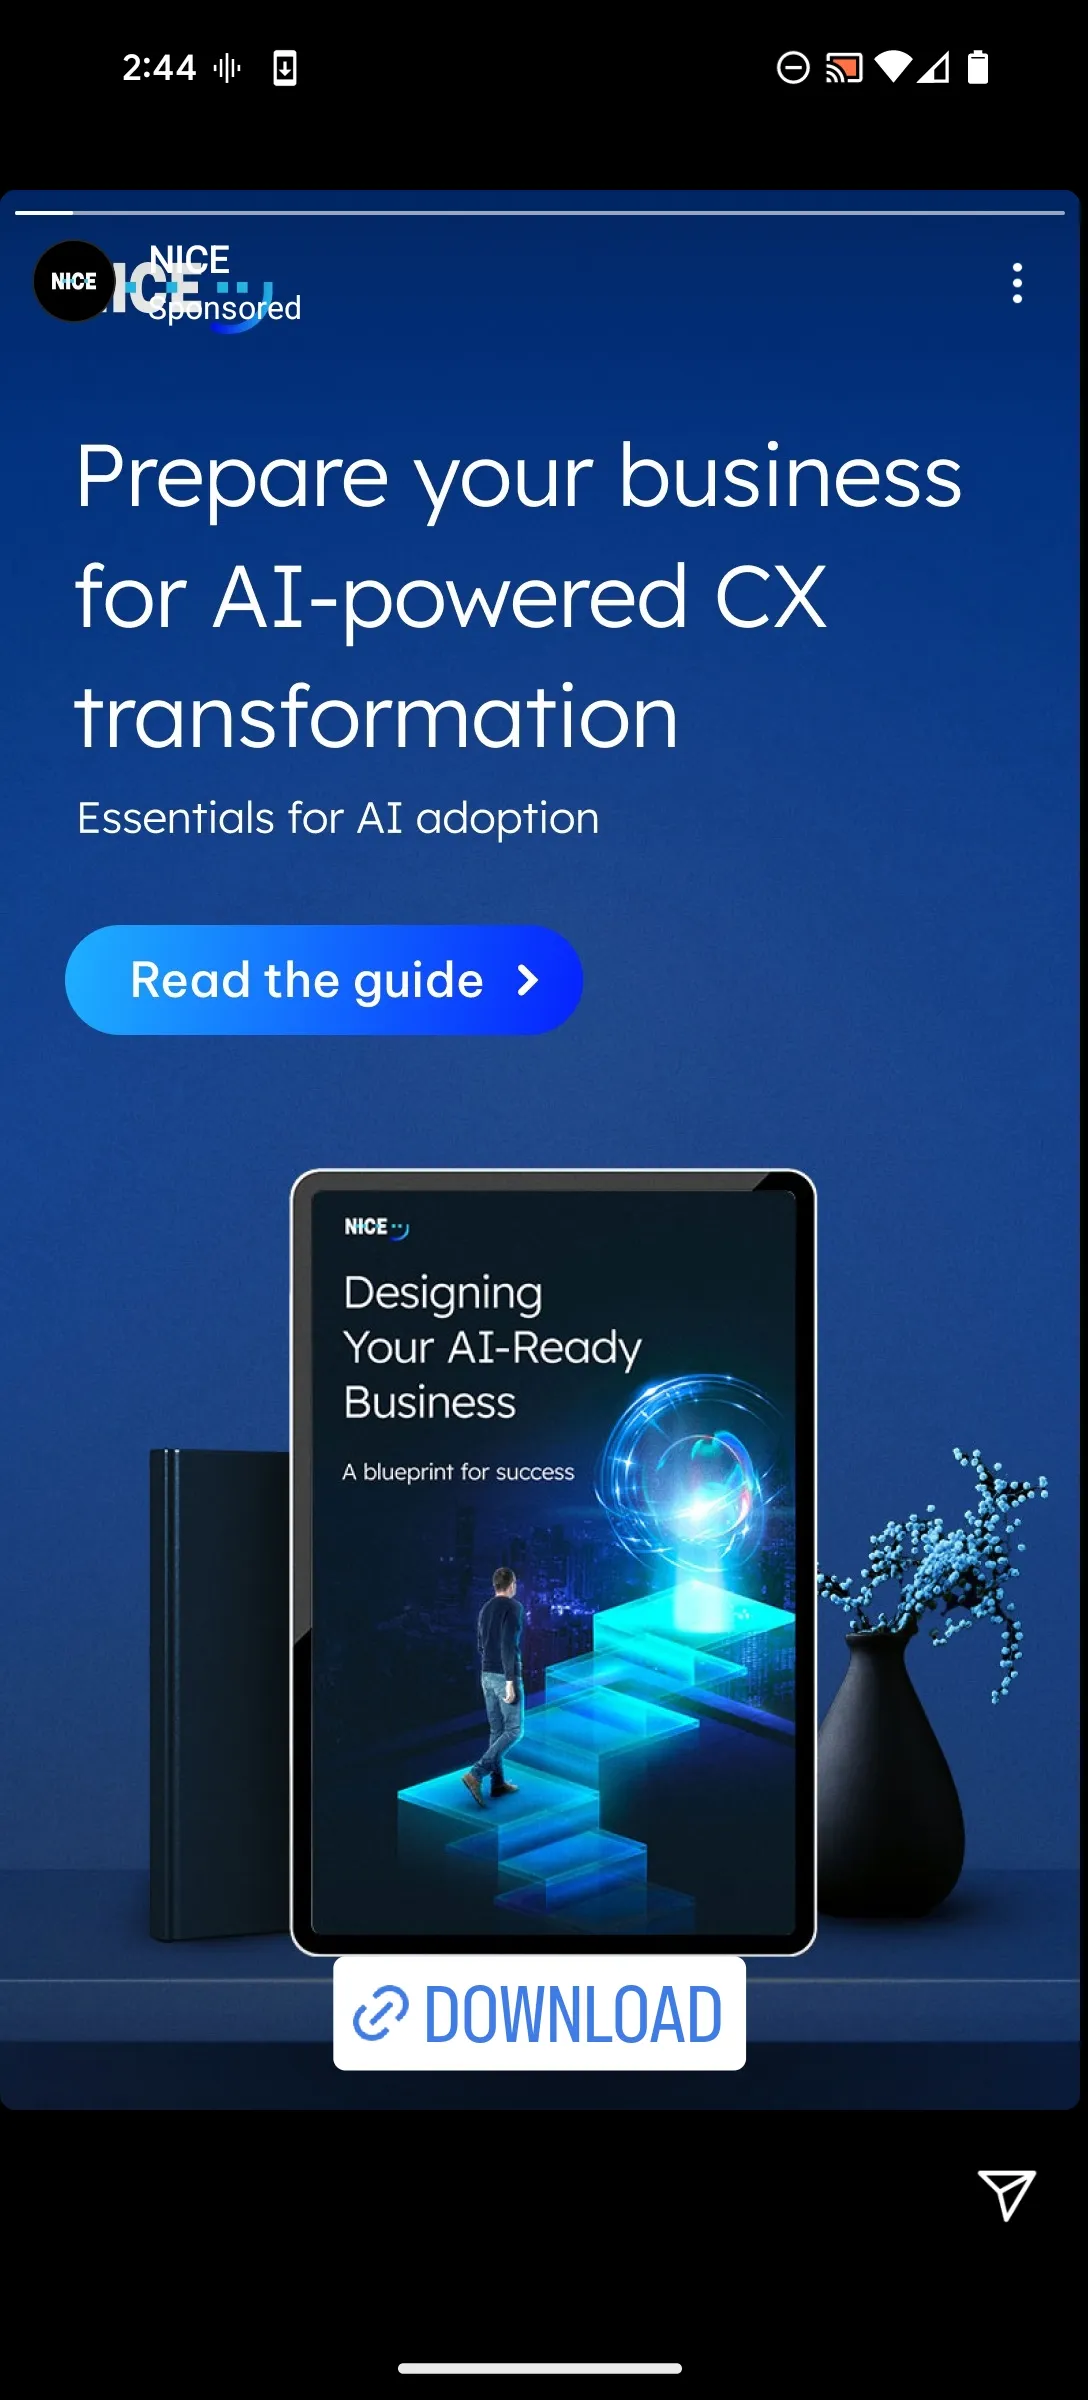 2:44
NICE
NICE
Sponsored
Prepare your business
for AI-powered CX
transformation
Essentials for AI adoption
Read the guide
NICE
Designing
Your AI-Ready
Business
A blueprint for success
DOWNLOAD